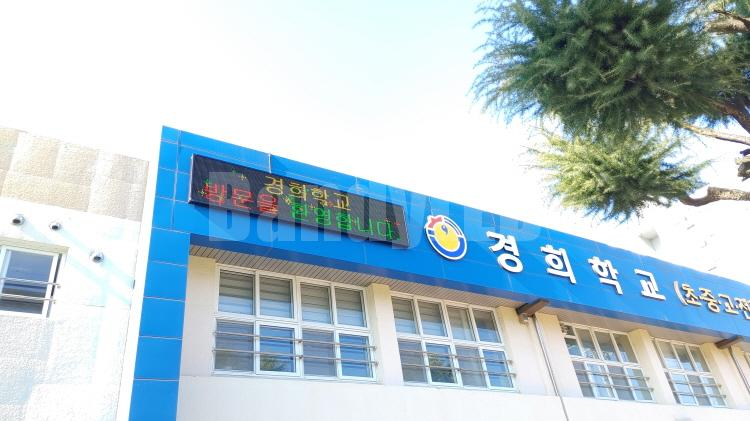 경희학교
방문을 환영합니다
경희학교 (초중고전